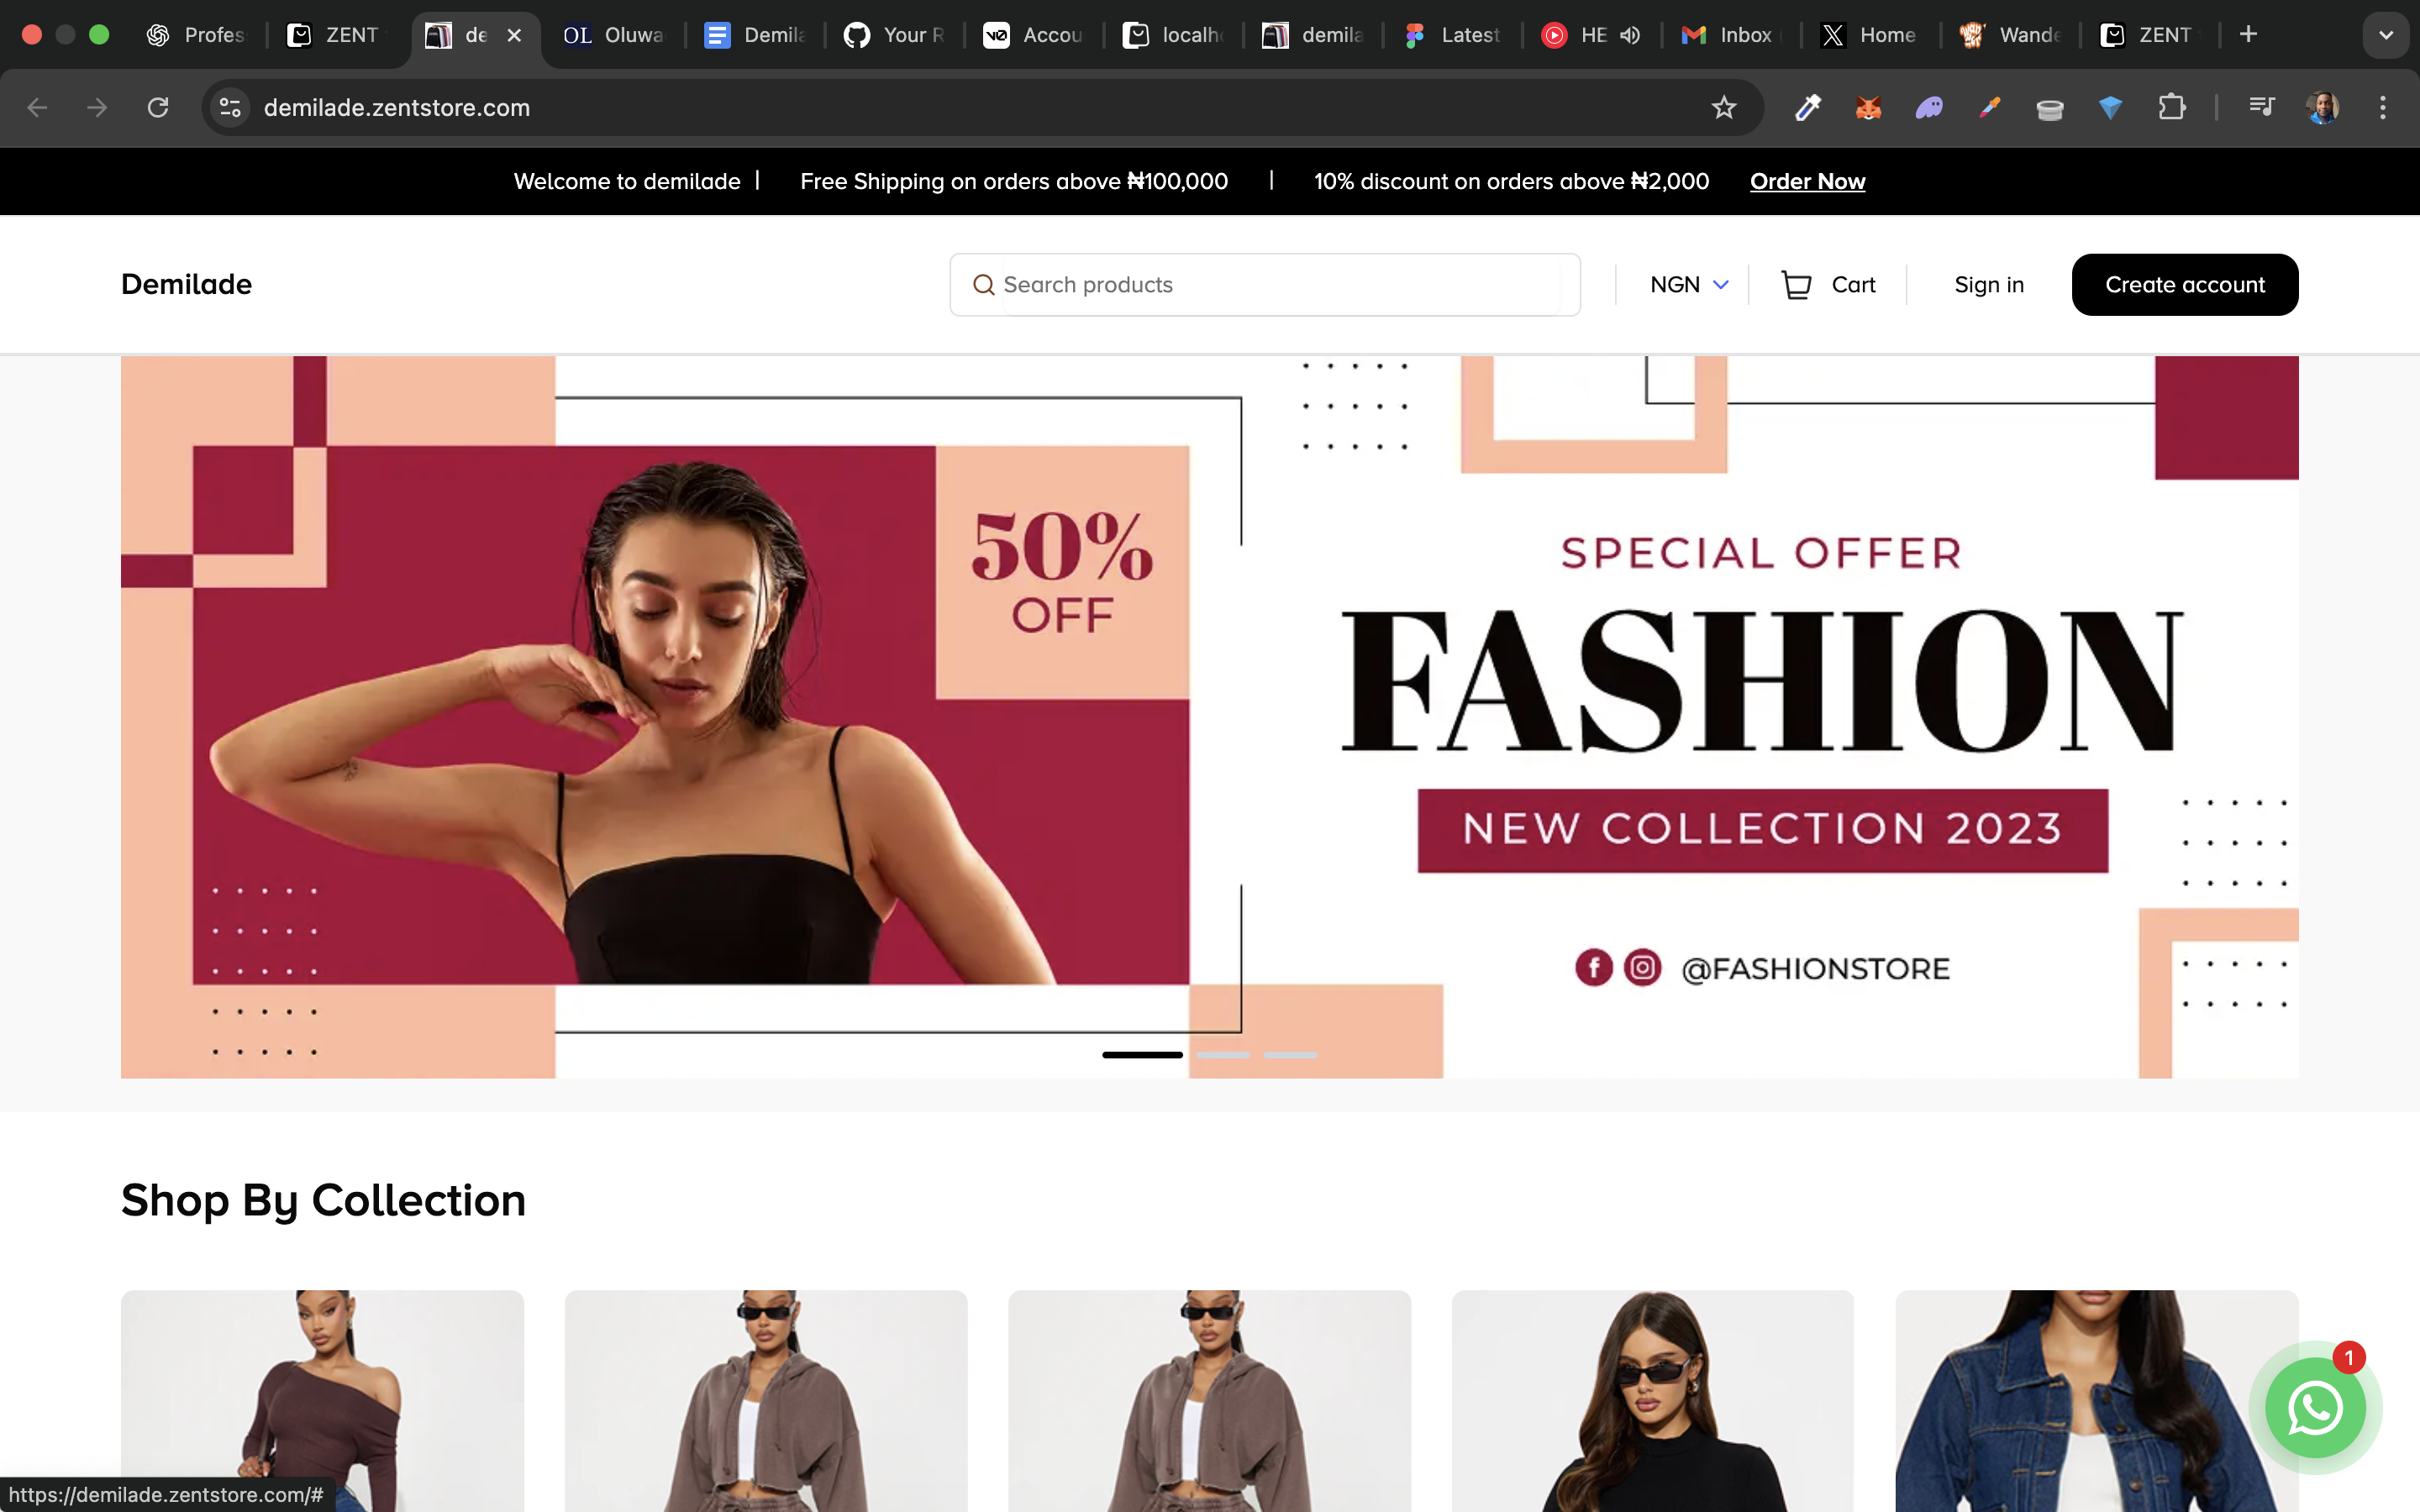 Profes
ZENT
de
OL Oluwa
Demila
Your R
Accou
localh
demila
Latest
HE
Inbox
Home
Wande
ZENT
demilade.zentstore.com
Welcome to demilade | Free Shipping on orders above ₦100,000 | 10% discount on orders above ₦2,000 Order Now
Demilade
Search products
NGN
Cart
Sign in
Create account
50%
OFF
SPECIAL OFFER
FASHION
NEW COLLECTION 2023
@FASHIONSTORE
Shop By Collection
1
https://demilade.zentstore.com/#